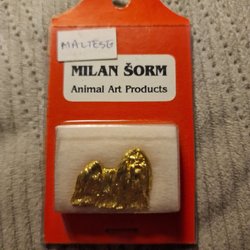 MALTESE
MILAN ŠORM
Animal Art Products